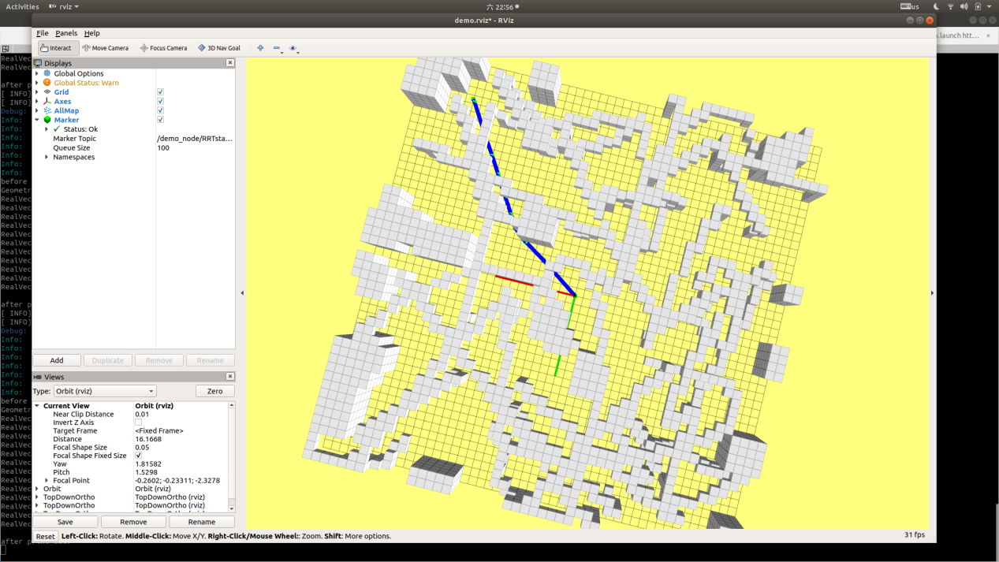 Activities rviz 六 22:56 us
demo.rviz* - RViz
File Panels Help
.launch htt... ×
Interact Move Camera Focus Camera 3D Nav Goal
Displays
Global Options
Global Status: Warn
Grid
Axes
AllMap
Marker
Status: Ok
Marker Topic /demo_node/RRTsta...
Queue Size 100
Namespaces
Add Duplicate Remove Rename
Views
Type: Orbit (rviz) Zero
Current View Orbit (rviz)
Near Clip Distance 0.01
Invert Z Axis
Target Frame <Fixed Frame>
Distance 16.1668
Focal Shape Size 0.05
Focal Shape Fixed Size
Yaw 1.81582
Pitch 1.5298
Focal Point -0.2602; -0.23311; -2.3278
Orbit Orbit (rviz)
TopDownOrtho TopDownOrtho (rviz)
TopDownOrtho TopDownOrtho (rviz)
Save Remove Rename
Reset Left-Click: Rotate. Middle-Click: Move X/Y. Right-Click/Mouse Wheel:: Zoom. Shift: More options. 31 fps
RealVec
RealVec
after p
[ INFO]
[ INFO]
Debug:
Info:
Info:
Info:
Info:
Info:
Info:
Info:
before
Geometr
RealVec
RealVec
RealVec
RealVec
RealVec
RealVec
RealVec
RealVec
RealVec
RealVec
RealVec
after p
[ INFO]
[ INFO]
Debug:
Info:
Info:
Info:
Info:
Info:
Info:
Info:
before
Geometr
RealVec
RealVec
RealVec
RealVec
RealVec
RealVec
RealVec
RealVec
RealVec
RealVec
RealVec
RealVec
RealVec
after p